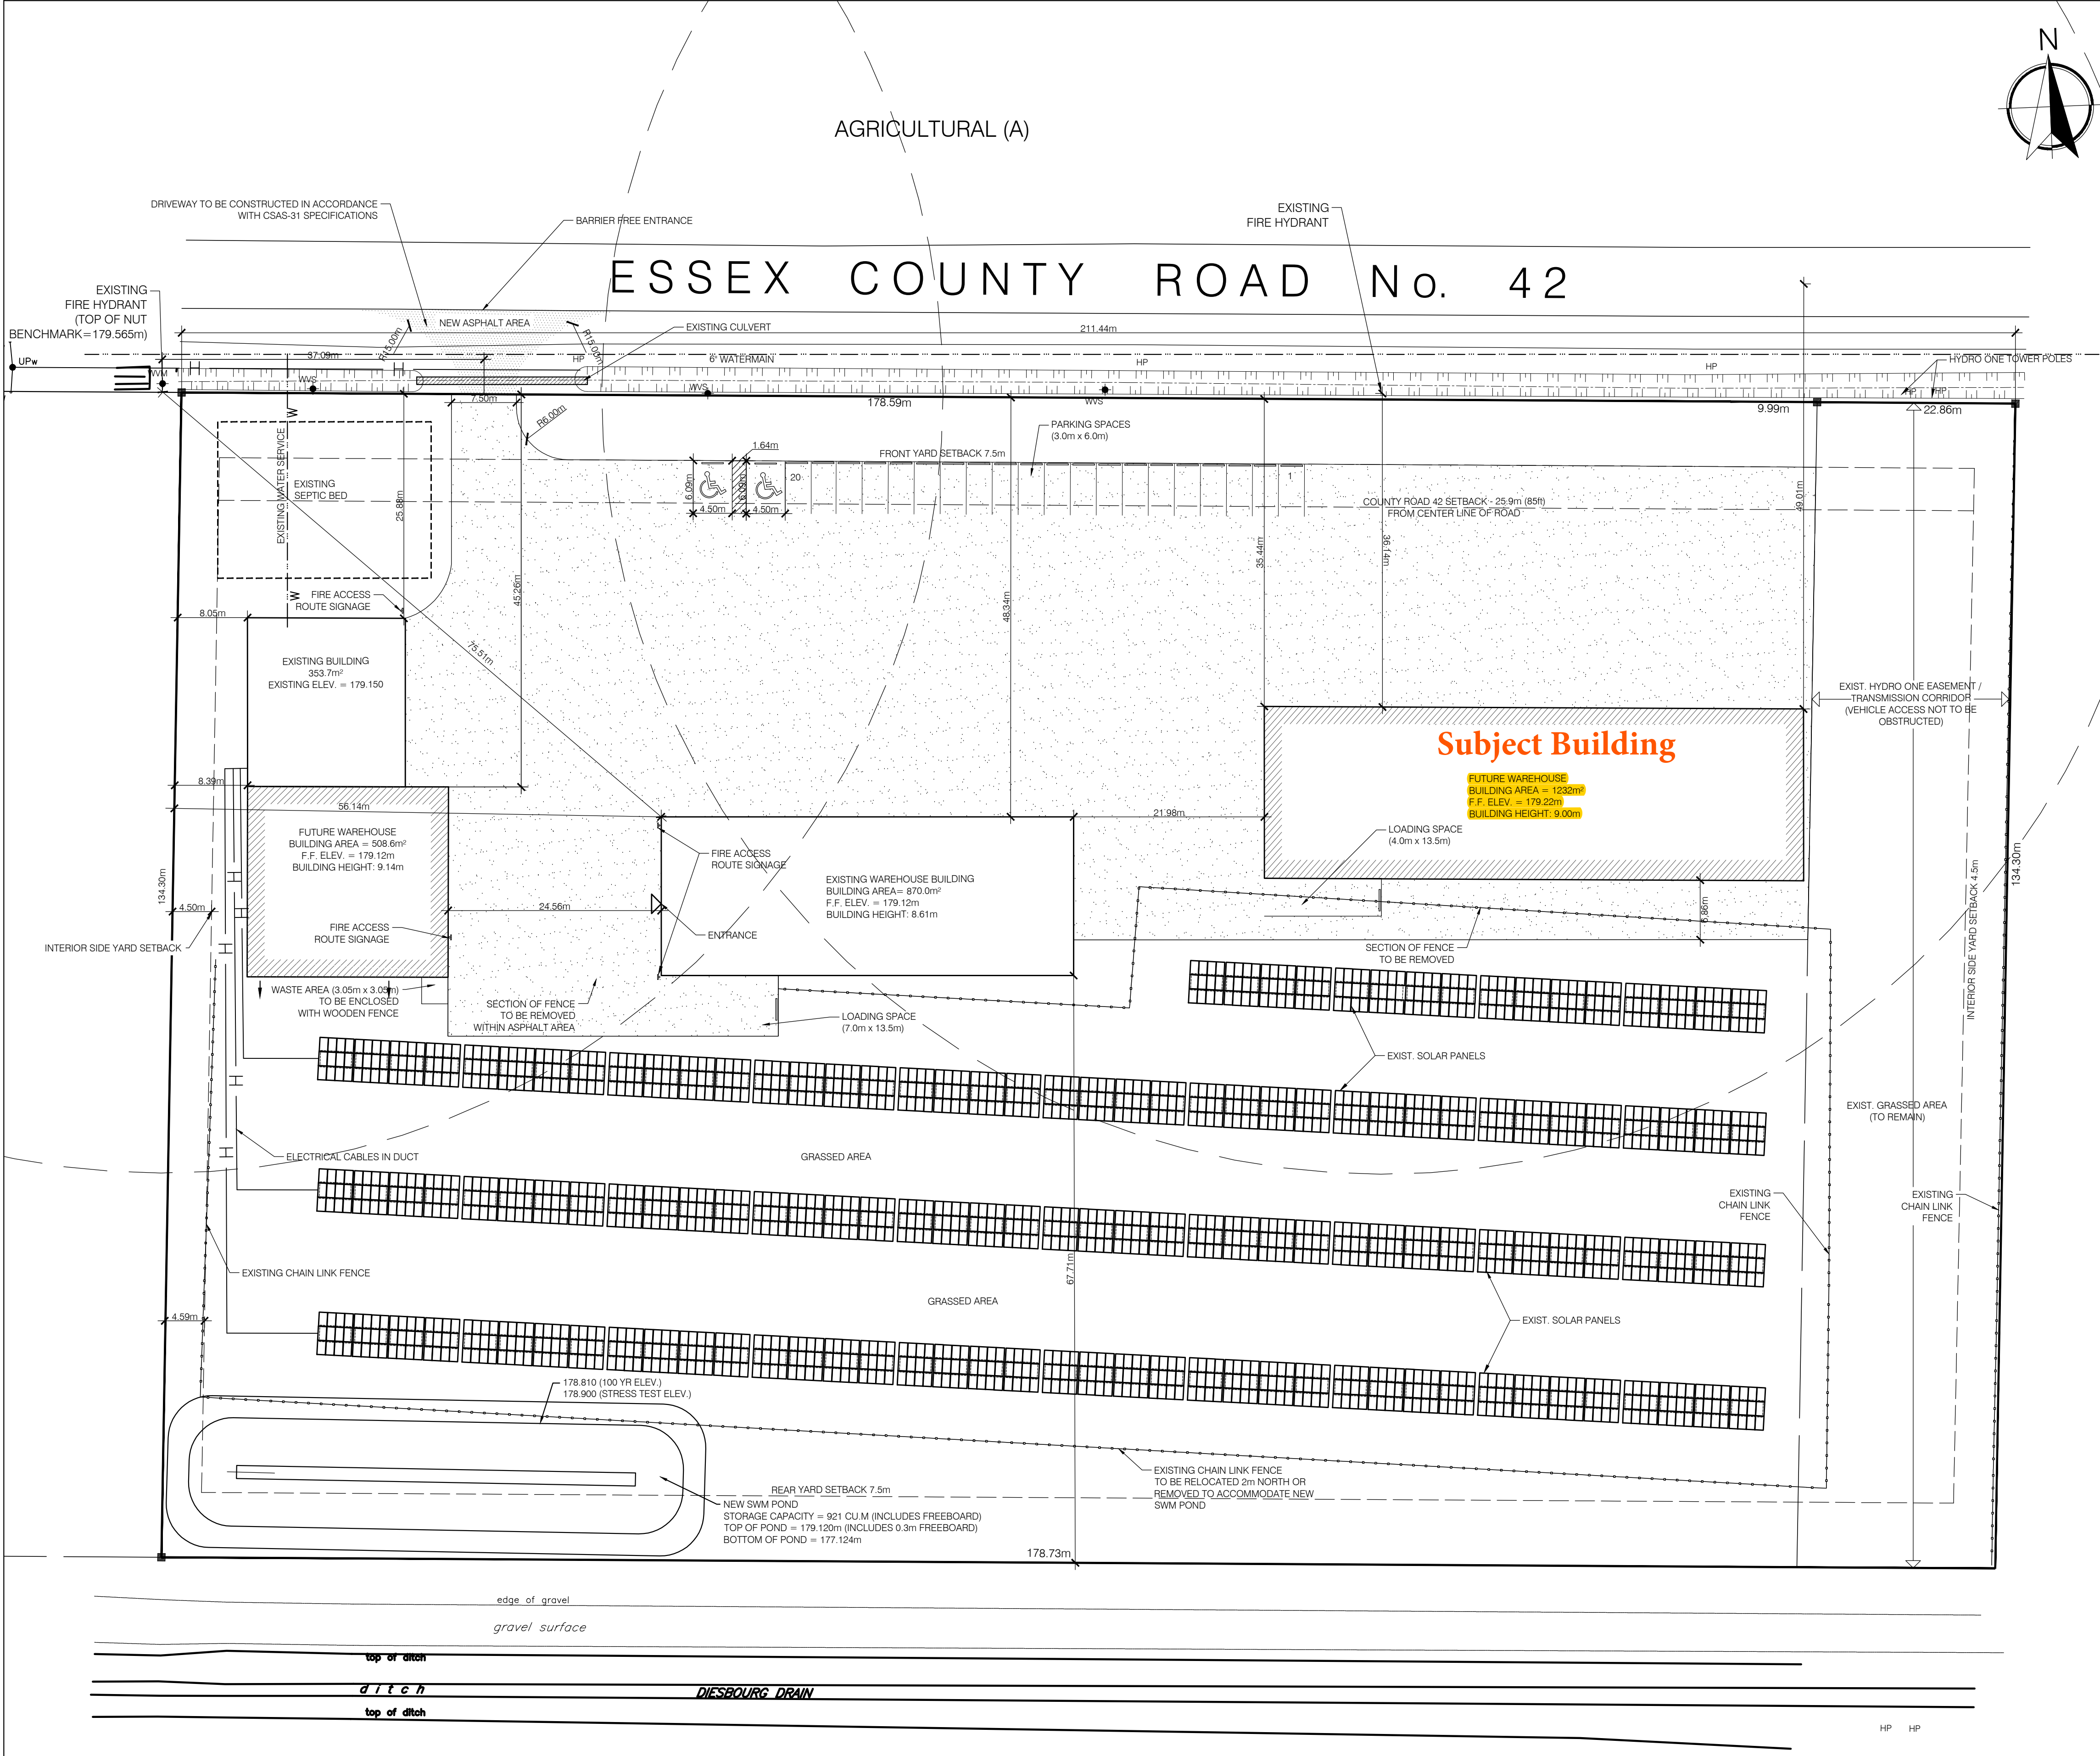 N
AGRICULTURAL (A)
DRIVEWAY TO BE CONSTRUCTED IN ACCORDANCE
WITH CSAS-31 SPECIFICATIONS
BARRIER FREE ENTRANCE
EXISTING
FIRE HYDRANT
ESSEX COUNTY ROAD No. 42
EXISTING
FIRE HYDRANT
(TOP OF NUT
BENCHMARK=179.565m)
NEW ASPHALT AREA
EXISTING CULVERT
211.44m
R15.00m
R15.00m
37.09m
HP
6" WATERMAIN
HP
HP
HYDRO ONE TOWER POLES
UPw
WVM
WVS
WVS
WVS
HP
HP
7.50m
178.59m
9.99m
22.86m
R6.00m
PARKING SPACES
(3.0m x 6.0m)
1.64m
FRONT YARD SETBACK 7.5m
EXISTING WATER SERVICE
W
W
EXISTING
SEPTIC BED
25.88m
6.09m
6.09m
20
1
4.50m
4.50m
COUNTY ROAD 42 SETBACK - 25.9m (85ft)
FROM CENTER LINE OF ROAD
49.01m
35.44m
36.14m
45.26m
48.34m
FIRE ACCESS
ROUTE SIGNAGE
8.05m
75.51m
EXISTING BUILDING
353.7m²
EXISTING ELEV. = 179.150
EXIST. HYDRO ONE EASEMENT /
TRANSMISSION CORRIDOR
(VEHICLE ACCESS NOT TO BE
OBSTRUCTED)
Subject Building
FUTURE WAREHOUSE
BUILDING AREA = 1232m²
F.F. ELEV. = 179.22m
BUILDING HEIGHT: 9.00m
8.39m
56.14m
21.98m
FUTURE WAREHOUSE
BUILDING AREA = 508.6m²
F.F. ELEV. = 179.12m
BUILDING HEIGHT: 9.14m
LOADING SPACE
(4.0m x 13.5m)
FIRE ACCESS
ROUTE SIGNAGE
EXISTING WAREHOUSE BUILDING
BUILDING AREA= 870.0m²
F.F. ELEV. = 179.12m
BUILDING HEIGHT: 8.61m
134.30m
134.30m
4.50m
24.56m
5.86m
INTERIOR SIDE YARD SETBACK
FIRE ACCESS
ROUTE SIGNAGE
ENTRANCE
SECTION OF FENCE
TO BE REMOVED
INTERIOR SIDE YARD SETBACK 4.5m
WASTE AREA (3.05m x 3.05m)
TO BE ENCLOSED
WITH WOODEN FENCE
SECTION OF FENCE
TO BE REMOVED
WITHIN ASPHALT AREA
LOADING SPACE
(7.0m x 13.5m)
EXIST. SOLAR PANELS
EXIST. GRASSED AREA
(TO REMAIN)
ELECTRICAL CABLES IN DUCT
GRASSED AREA
EXISTING
CHAIN LINK
FENCE
EXISTING
CHAIN LINK
FENCE
EXISTING CHAIN LINK FENCE
67.71m
GRASSED AREA
4.59m
EXIST. SOLAR PANELS
178.810 (100 YR ELEV.)
178.900 (STRESS TEST ELEV.)
EXISTING CHAIN LINK FENCE
TO BE RELOCATED 2m NORTH OR
REMOVED TO ACCOMMODATE NEW
SWM POND
REAR YARD SETBACK 7.5m
NEW SWM POND
STORAGE CAPACITY = 921 CU.M (INCLUDES FREEBOARD)
TOP OF POND = 179.120m (INCLUDES 0.3m FREEBOARD)
BOTTOM OF POND = 177.124m
178.73m
edge of gravel
gravel surface
top of ditch
ditch
DIESBOURG DRAIN
top of ditch
HP
HP